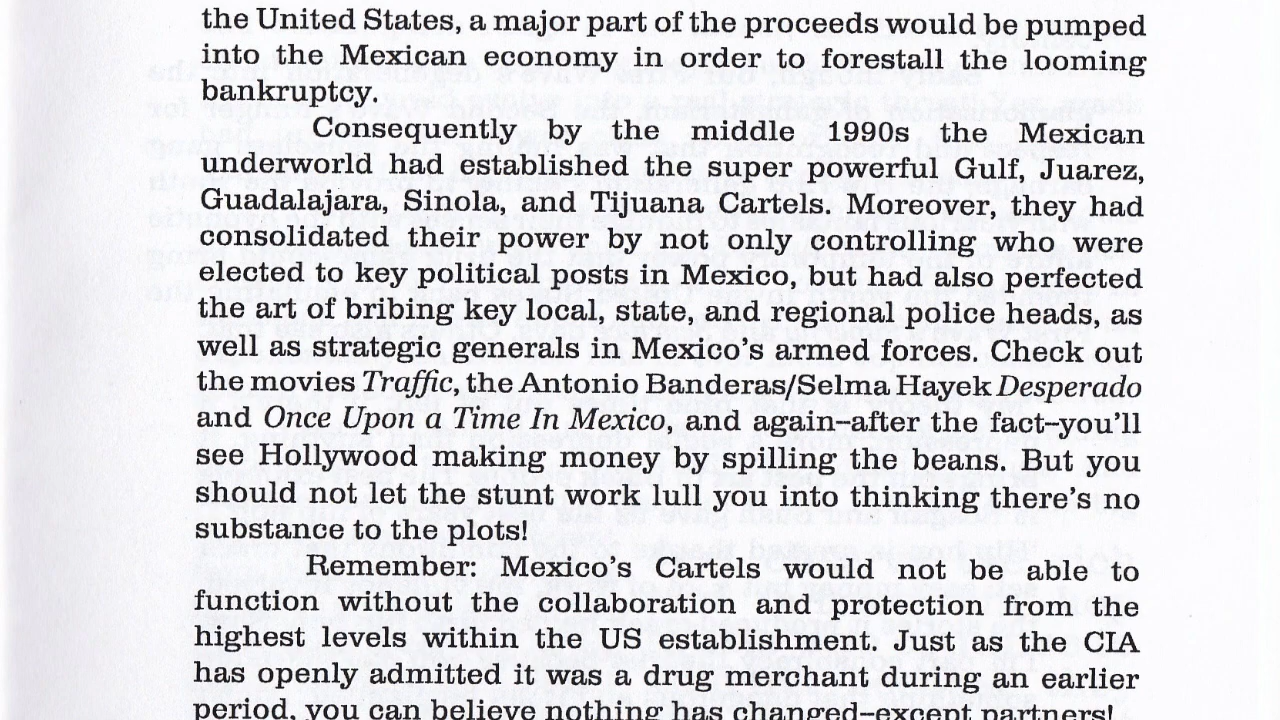 the United States, a major part of the proceeds would be pumped
into the Mexican economy in order to forestall the looming
bankruptcy.
Consequently by the middle 1990s the Mexican
underworld had established the super powerful Gulf, Juarez,
Guadalajara, Sinola, and Tijuana Cartels. Moreover, they had
consolidated their power by not only controlling who were
elected to key political posts in Mexico, but had also perfected
the art of bribing key local, state, and regional police heads, as
well as strategic generals in Mexico's armed forces. Check out
the movies Traffic, the Antonio Banderas/Selma Hayek Desperado
and Once Upon a Time In Mexico, and again–after the fact–you'll
see Hollywood making money by spilling the beans. But you
should not let the stunt work lull you into thinking there's no
substance to the plots!
Remember: Mexico's Cartels would not be able to
function without the collaboration and protection from the
highest levels within the US establishment. Just as the CIA
has openly admitted it was a drug merchant during an earlier
period, you can believe nothing has changed–except partners!